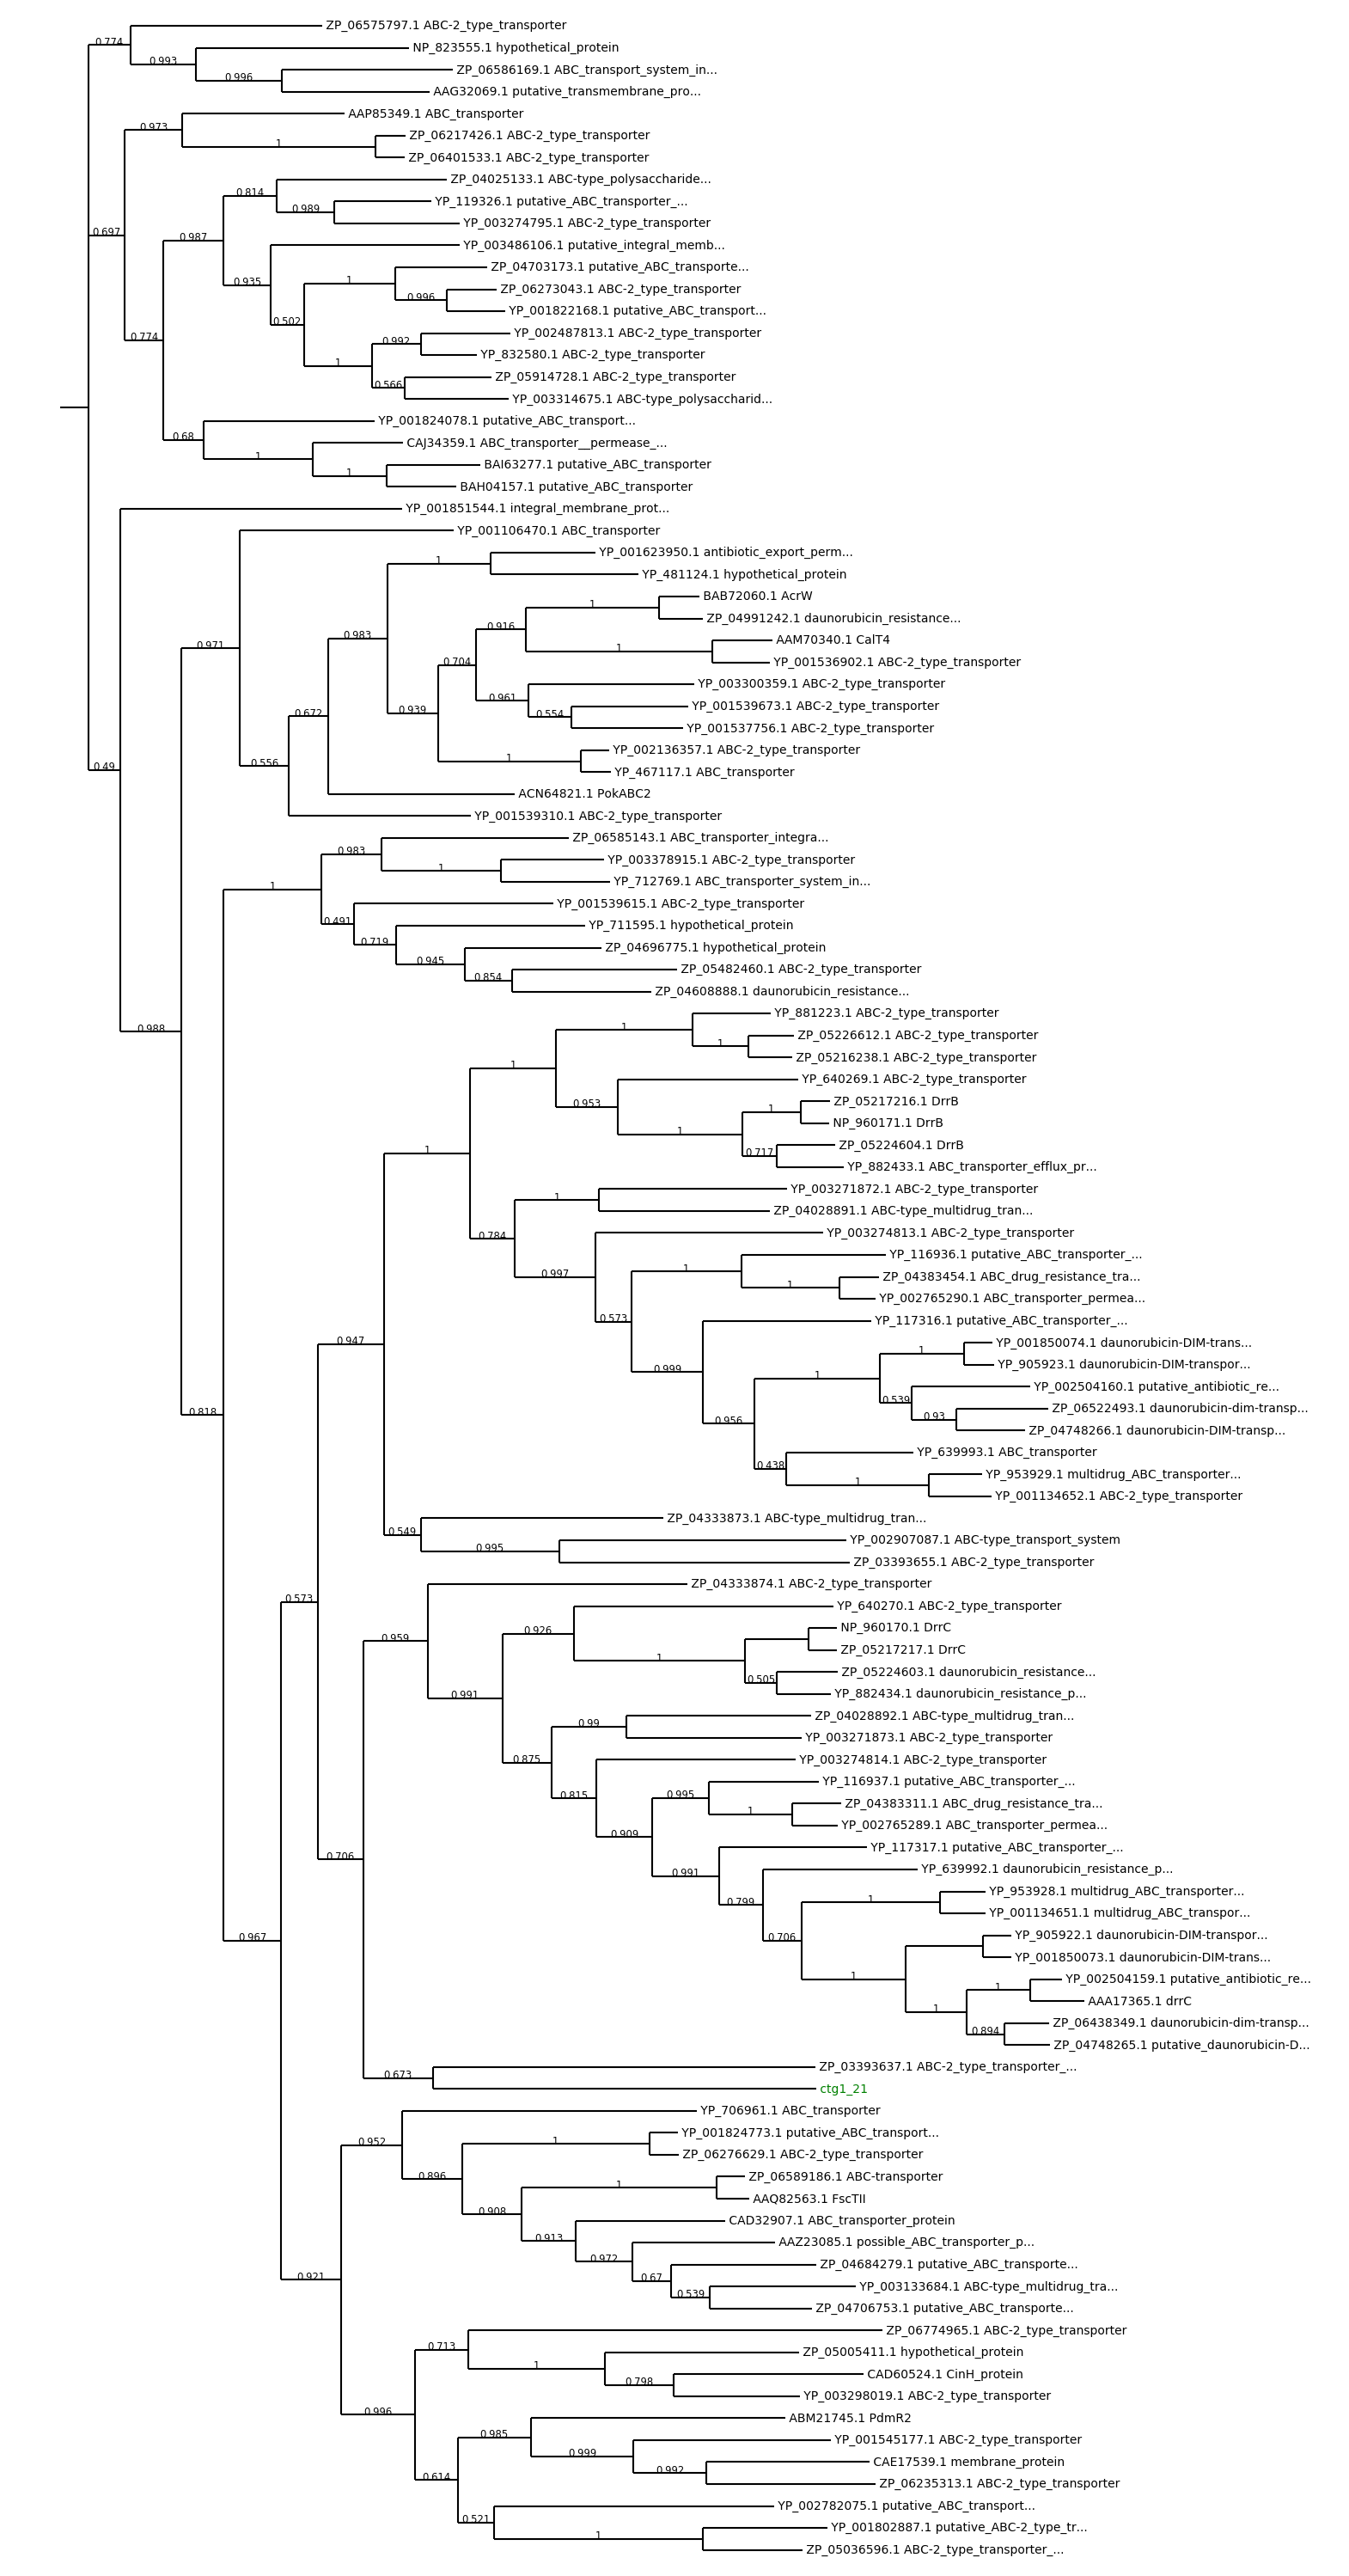 ZP_06575797.1 ABC-2_type_transporter
0.774
NP_823555.1 hypothetical_protein
0.993
ZP_06586169.1 ABC_transport_system_in...
0.996
AAG32069.1 putative_transmembrane_pro...
AAP85349.1 ABC_transporter
0.973
ZP_06217426.1 ABC-2_type_transporter
1
ZP_06401533.1 ABC-2_type_transporter
ZP_04025133.1 ABC-type_polysaccharide...
0.814
YP_119326.1 putative_ABC_transporter_...
0.989
YP_003274795.1 ABC-2_type_transporter
0.697
0.987
YP_003486106.1 putative_integral_memb...
ZP_04703173.1 putative_ABC_transporte...
0.935
1
ZP_06273043.1 ABC-2_type_transporter
0.996
YP_001822168.1 putative_ABC_transport...
0.502
YP_002487813.1 ABC-2_type_transporter
0.774
0.992
YP_832580.1 ABC-2_type_transporter
1
ZP_05914728.1 ABC-2_type_transporter
0.566
YP_003314675.1 ABC-type_polysaccharid...
YP_001824078.1 putative_ABC_transport...
0.68
CAJ34359.1 ABC_transporter__permease_...
1
BAI63277.1 putative_ABC_transporter
1
BAH04157.1 putative_ABC_transporter
YP_001851544.1 integral_membrane_prot...
YP_001106470.1 ABC_transporter
YP_001623950.1 antibiotic_export_perm...
1
YP_481124.1 hypothetical_protein
BAB72060.1 AcrW
1
ZP_04991242.1 daunorubicin_resistance...
0.916
0.983
AAM70340.1 CalT4
0.971
1
YP_001536902.1 ABC-2_type_transporter
0.704
YP_003300359.1 ABC-2_type_transporter
0.961
YP_001539673.1 ABC-2_type_transporter
0.939
0.672
0.554
YP_001537756.1 ABC-2_type_transporter
YP_002136357.1 ABC-2_type_transporter
0.49
0.556
1
YP_467117.1 ABC_transporter
ACN64821.1 PokABC2
YP_001539310.1 ABC-2_type_transporter
ZP_06585143.1 ABC_transporter_integra...
0.983
YP_003378915.1 ABC-2_type_transporter
1
YP_712769.1 ABC_transporter_system_in...
1
YP_001539615.1 ABC-2_type_transporter
0.491
YP_711595.1 hypothetical_protein
0.719
ZP_04696775.1 hypothetical_protein
0.945
ZP_05482460.1 ABC-2_type_transporter
0.854
ZP_04608888.1 daunorubicin_resistance...
YP_881223.1 ABC-2_type_transporter
0.988
1
ZP_05226612.1 ABC-2_type_transporter
1
ZP_05216238.1 ABC-2_type_transporter
1
YP_640269.1 ABC-2_type_transporter
ZP_05217216.1 DrrB
0.953
1
NP_960171.1 DrrB
1
ZP_05224604.1 DrrB
1
0.717
YP_882433.1 ABC_transporter_efflux_pr...
YP_003271872.1 ABC-2_type_transporter
1
ZP_04028891.1 ABC-type_multidrug_tran...
0.784
YP_003274813.1 ABC-2_type_transporter
YP_116936.1 putative_ABC_transporter_...
0.997
1
ZP_04383454.1 ABC_drug_resistance_tra...
1
YP_002765290.1 ABC_transporter_permea...
0.573
YP_117316.1 putative_ABC_transporter_...
0.947
YP_001850074.1 daunorubicin-DIM-trans...
1
YP_905923.1 daunorubicin-DIM-transpor...
0.999
1
YP_002504160.1 putative_antibiotic_re...
0.539
ZP_06522493.1 daunorubicin-dim-transp...
0.818
0.93
0.956
ZP_04748266.1 daunorubicin-DIM-transp...
YP_639993.1 ABC_transporter
0.438
YP_953929.1 multidrug_ABC_transporter...
1
YP_001134652.1 ABC-2_type_transporter
ZP_04333873.1 ABC-type_multidrug_tran...
0.549
YP_002907087.1 ABC-type_transport_system
0.995
ZP_03393655.1 ABC-2_type_transporter
ZP_04333874.1 ABC-2_type_transporter
0.573
YP_640270.1 ABC-2_type_transporter
NP_960170.1 DrrC
0.959
0.926
ZP_05217217.1 DrrC
1
ZP_05224603.1 daunorubicin_resistance...
0.505
YP_882434.1 daunorubicin_resistance_p...
0.991
ZP_04028892.1 ABC-type_multidrug_tran...
0.99
YP_003271873.1 ABC-2_type_transporter
0.875
YP_003274814.1 ABC-2_type_transporter
YP_116937.1 putative_ABC_transporter_...
0.815
0.995
ZP_04383311.1 ABC_drug_resistance_tra...
1
YP_002765289.1 ABC_transporter_permea...
0.909
YP_117317.1 putative_ABC_transporter_...
0.706
YP_639992.1 daunorubicin_resistance_p...
0.991
YP_953928.1 multidrug_ABC_transporter...
0.799
1
YP_001134651.1 multidrug_ABC_transpor...
0.967
0.706
YP_905922.1 daunorubicin-DIM-transpor...
YP_001850073.1 daunorubicin-DIM-trans...
1
YP_002504159.1 putative_antibiotic_re...
1
AAA17365.1 drrC
1
ZP_06438349.1 daunorubicin-dim-transp...
0.894
ZP_04748265.1 putative_daunorubicin-D...
ZP_03393637.1 ABC-2_type_transporter_...
0.673
ctg1_21
YP_706961.1 ABC_transporter
YP_001824773.1 putative_ABC_transport...
0.952
1
ZP_06276629.1 ABC-2_type_transporter
0.896
ZP_06589186.1 ABC-transporter
1
AAQ82563.1 FscTII
0.908
CAD32907.1 ABC_transporter_protein
0.913
AAZ23085.1 possible_ABC_transporter_p...
0.972
ZP_04684279.1 putative_ABC_transporte...
0.921
0.67
YP_003133684.1 ABC-type_multidrug_tra...
0.539
ZP_04706753.1 putative_ABC_transporte...
ZP_06774965.1 ABC-2_type_transporter
0.713
ZP_05005411.1 hypothetical_protein
1
CAD60524.1 CinH_protein
0.798
YP_003298019.1 ABC-2_type_transporter
0.996
ABM21745.1 PdmR2
0.985
YP_001545177.1 ABC-2_type_transporter
0.999
CAE17539.1 membrane_protein
0.992
0.614
ZP_06235313.1 ABC-2_type_transporter
YP_002782075.1 putative_ABC_transport...
0.521
YP_001802887.1 putative_ABC-2_type_tr...
1
ZP_05036596.1 ABC-2_type_transporter_...